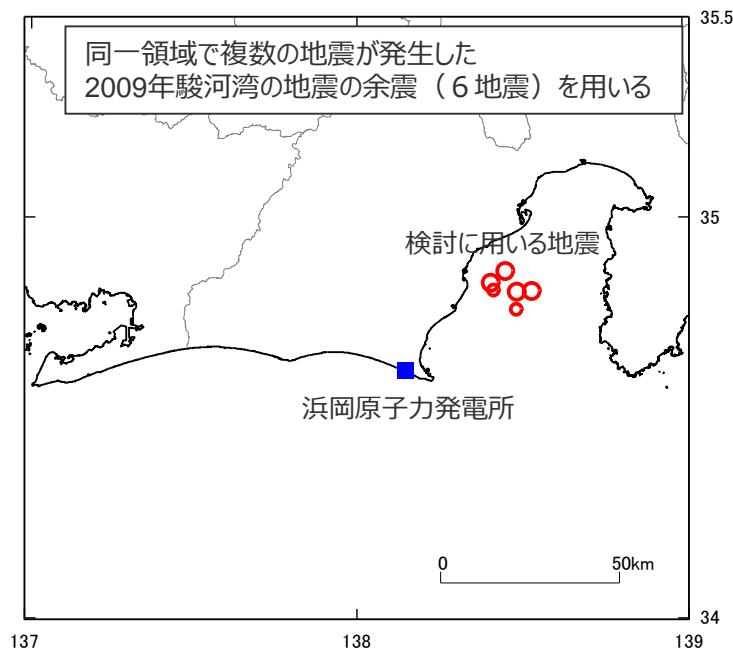 同一領域で複数の地震が発生した
2009年駿河湾の地震の余震（６地震）を用いる
35.5
35
検討に用いる地震
浜岡原子力発電所
0 50km
34
137 138 139